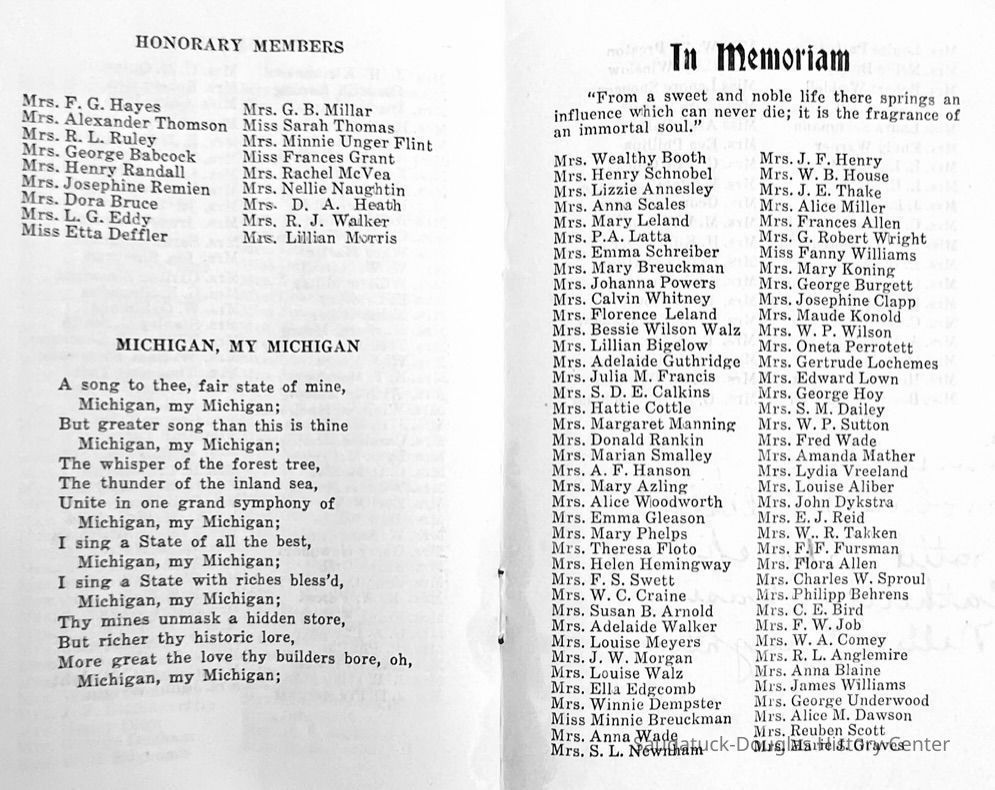 HONORARY MEMBERS
Mrs. F. G. Hayes
Mrs. Alexander Thomson
Mrs. R. L. Ruley
Mrs. George Babcock
Mrs. Henry Randall
Mrs. Josephine Remien
Mrs. Dora Bruce
Mrs. L. G. Eddy
Miss Etta Deffler
Mrs. G. B. Millar
Miss Sarah Thomas
Mrs. Minnie Unger Flint
Miss Frances Grant
Mrs. Rachel McVea
Mrs. Nellie Naughtin
Mrs. D. A. Heath
Mrs. R. J. Walker
Mrs. Lillian Morris
MICHIGAN, MY MICHIGAN
A song to thee, fair state of mine,
Michigan, my Michigan;
But greater song than this is thine
Michigan, my Michigan;
The whisper of the forest tree,
The thunder of the inland sea,
Unite in one grand symphony of
Michigan, my Michigan;
I sing a State of all the best,
Michigan, my Michigan;
I sing a State with riches bless'd,
Michigan, my Michigan;
Thy mines unmask a hidden store,
But richer thy historic lore,
More great the love thy builders bore, oh,
Michigan, my Michigan;
In Memoriam
"From a sweet and noble life there springs an
influence which can never die; it is the fragrance of
an immortal soul."
Mrs. Wealthy Booth
Mrs. Henry Schnobel
Mrs. Lizzie Annesley
Mrs. Anna Scales
Mrs. Mary Leland
Mrs. P.A. Latta
Mrs. Emma Schreiber
Mrs. Mary Breuckman
Mrs. Johanna Powers
Mrs. Calvin Whitney
Mrs. Florence Leland
Mrs. Bessie Wilson Walz
Mrs. Lillian Bigelow
Mrs. Adelaide Guthridge
Mrs. Julia M. Francis
Mrs. S. D. E. Calkins
Mrs. Hattie Cottle
Mrs. Margaret Manning
Mrs. Donald Rankin
Mrs. Marian Smalley
Mrs. A. F. Hanson
Mrs. Mary Azling
Mrs. Alice Woodworth
Mrs. Emma Gleason
Mrs. Mary Phelps
Mrs. Theresa Floto
Mrs. Helen Hemingway
Mrs. F. S. Swett
Mrs. W. C. Craine
Mrs. Susan B. Arnold
Mrs. Adelaide Walker
Mrs. Louise Meyers
Mrs. J. W. Morgan
Mrs. Louise Walz
Mrs. Ella Edgcomb
Mrs. Winnie Dempster
Miss Minnie Breuckman
Mrs. Anna Wade
Mrs. S. L. Newnham
Mrs. J. F. Henry
Mrs. W. B. House
Mrs. J. E. Thake
Mrs. Alice Miller
Mrs. Frances Allen
Mrs. G. Robert Wright
Miss Fanny Williams
Mrs. Mary Koning
Mrs. George Burgett
Mrs. Josephine Clapp
Mrs. Maude Konold
Mrs. W. P. Wilson
Mrs. Oneta Perrotett
Mrs. Gertrude Lochemes
Mrs. Edward Lown
Mrs. George Hoy
Mrs. S. M. Dailey
Mrs. W. P. Sutton
Mrs. Fred Wade
Mrs. Amanda Mather
Mrs. Lydia Vreeland
Mrs. Louise Aliber
Mrs. John Dykstra
Mrs. E. J. Reid
Mrs. W.. R. Takken
Mrs. F. F. Fursman
Mrs. Flora Allen
Mrs. Charles W. Sproul
Mrs. Philipp Behrens
Mrs. C. E. Bird
Mrs. F. W. Job
Mrs. W. A. Comey
Mrs. R. L. Anglemire
Mrs. Anna Blaine
Mrs. James Williams
Mrs. George Underwood
Mrs. Alice M. Dawson
Mrs. Reuben Scott
Graves
Saugatuck-Douglas History Center